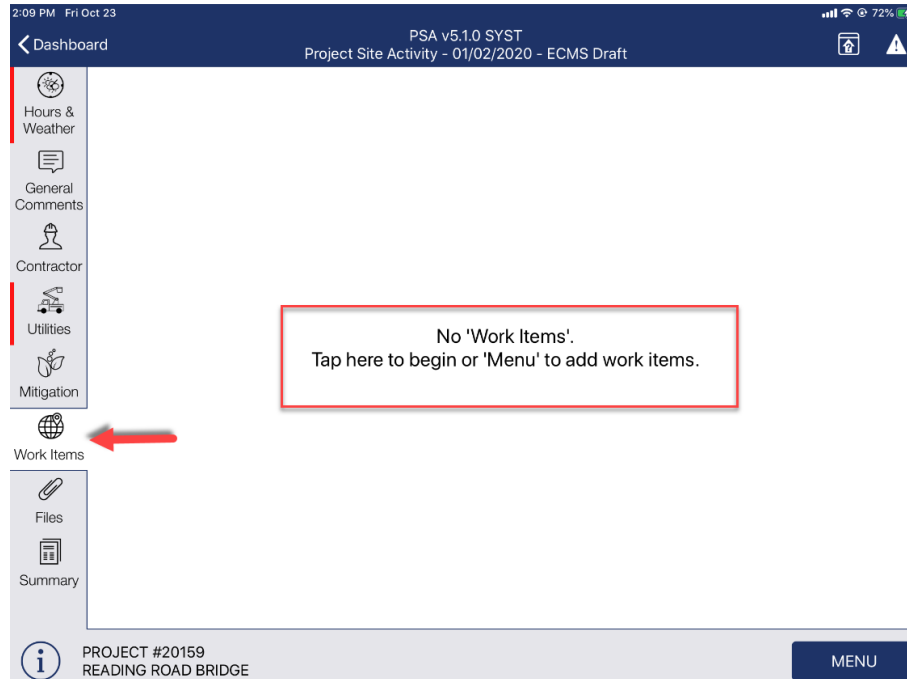 2:09 PM Fri Oct 23
72%
Dashboard
PSA v5.1.0 SYST
Project Site Activity - 01/02/2020 - ECMS Draft
Hours &
Weather
General
Comments
Contractor
Utilities
Mitigation
Work Items
Files
Summary
No 'Work Items'.
Tap here to begin or 'Menu' to add work items.
i
PROJECT #20159
READING ROAD BRIDGE
MENU